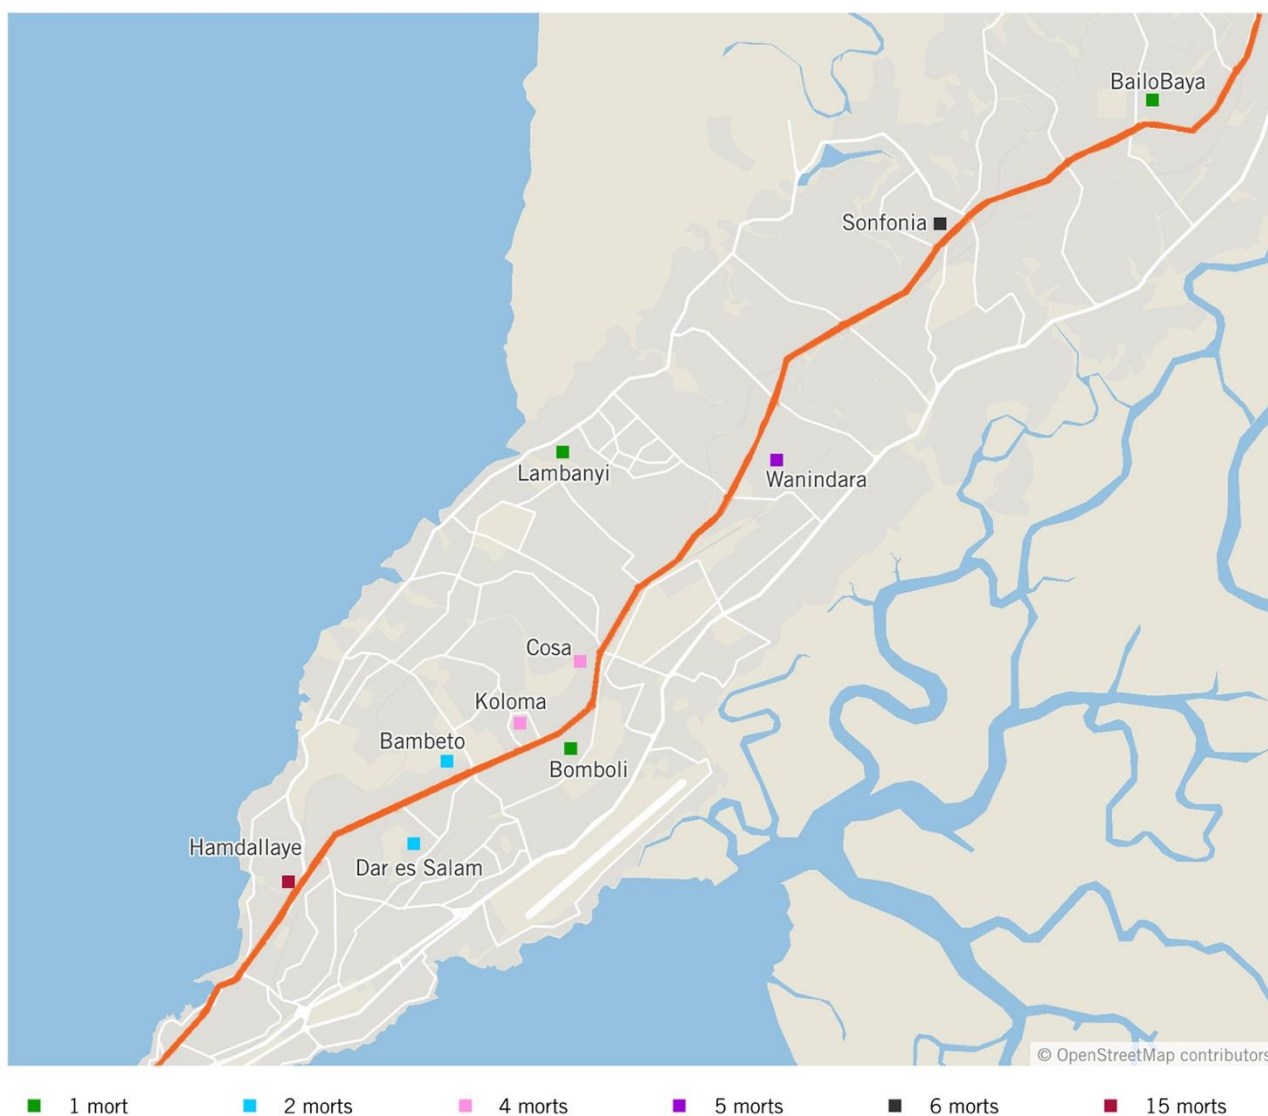 BailoBaya
Sonfonia
Lambanyi
Wanindara
Cosa
Koloma
Bambeto
Bomboli
Hamdallaye
Dar es Salam
© OpenStreetMap contributors
1 mort 2 morts 4 morts 5 morts 6 morts 15 morts